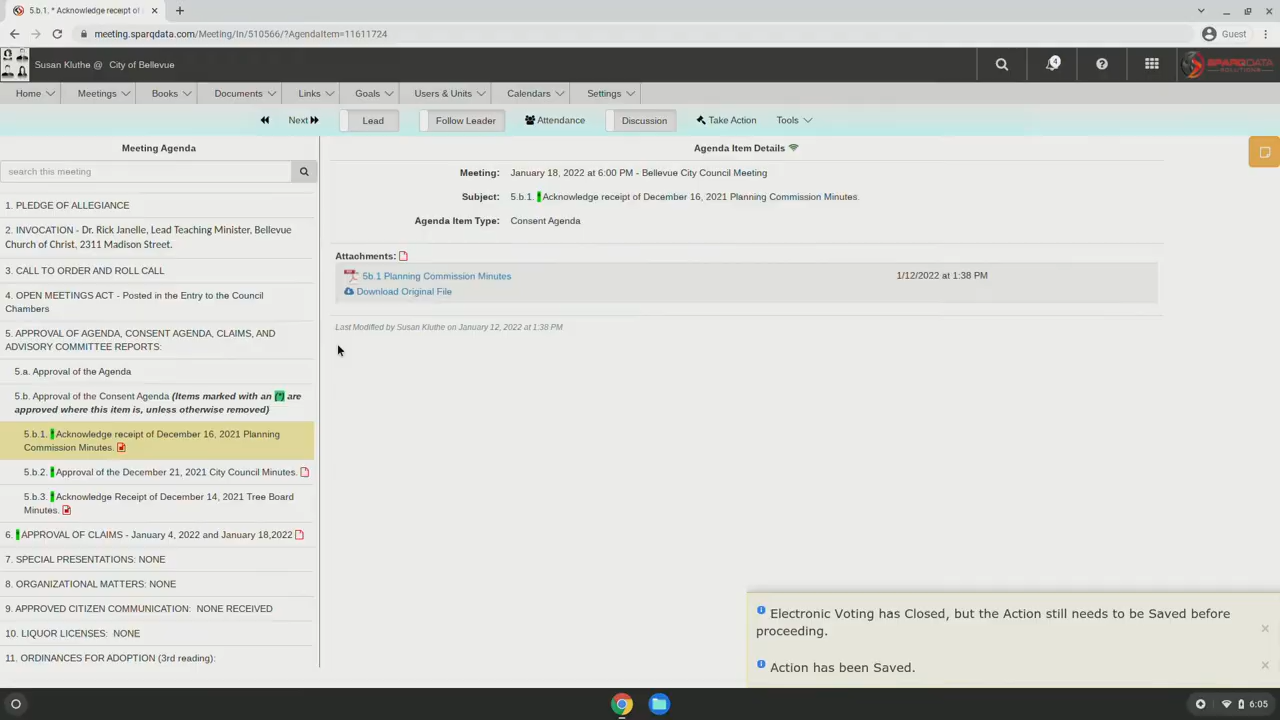 5.b.1. * Acknowledge receipt of
meeting.sparqdata.com/Meeting/In/510566/?AgendaItem=11611724
Guest
Susan Kluthe @ City of Bellevue
4
SPARQDATA
SOLUTIONS
Home
Meetings
Books
Documents
Links
Goals
Users & Units
Calendars
Settings
Next
Lead
Follow Leader
Attendance
Discussion
Take Action
Tools
Meeting Agenda
search this meeting
1. PLEDGE OF ALLEGIANCE
2. INVOCATION - Dr. Rick Janelle, Lead Teaching Minister, Bellevue
Church of Christ, 2311 Madison Street.
3. CALL TO ORDER AND ROLL CALL
4. OPEN MEETINGS ACT - Posted in the Entry to the Council
Chambers
5. APPROVAL OF AGENDA, CONSENT AGENDA, CLAIMS, AND
ADVISORY COMMITTEE REPORTS:
5.a. Approval of the Agenda
5.b. Approval of the Consent Agenda (Items marked with an (*) are
approved where this item is, unless otherwise removed)
5.b.1. * Acknowledge receipt of December 16, 2021 Planning
Commission Minutes.
5.b.2. * Approval of the December 21, 2021 City Council Minutes.
5.b.3. * Acknowledge Receipt of December 14, 2021 Tree Board
Minutes.
6. * APPROVAL OF CLAIMS - January 4, 2022 and January 18,2022
7. SPECIAL PRESENTATIONS: NONE
8. ORGANIZATIONAL MATTERS: NONE
9. APPROVED CITIZEN COMMUNICATION: NONE RECEIVED
10. LIQUOR LICENSES: NONE
11. ORDINANCES FOR ADOPTION (3rd reading):
Agenda Item Details
Meeting: January 18, 2022 at 6:00 PM - Bellevue City Council Meeting
Subject: 5.b.1. * Acknowledge receipt of December 16, 2021 Planning Commission Minutes.
Agenda Item Type: Consent Agenda
Attachments:
5b.1 Planning Commission Minutes 1/12/2022 at 1:38 PM
Download Original File
Last Modified by Susan Kluthe on January 12, 2022 at 1:38 PM
Electronic Voting has Closed, but the Action still needs to be Saved before
proceeding.
Action has been Saved.
6:05